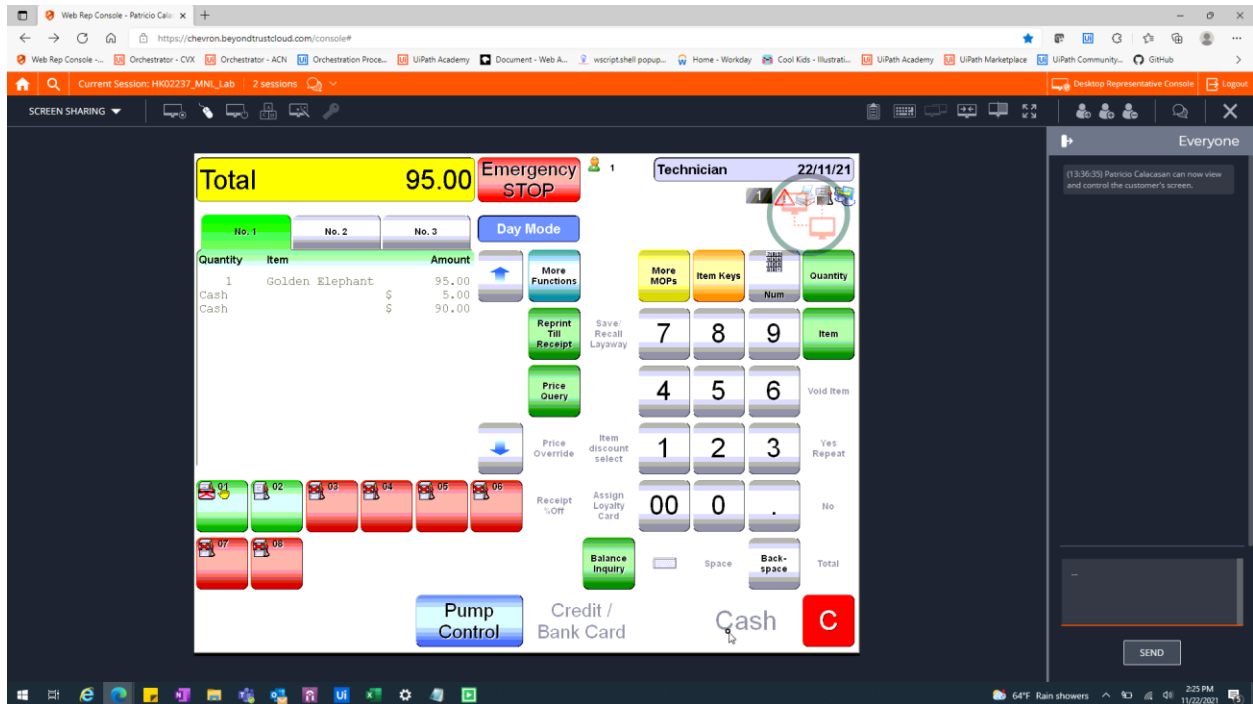 Web Rep Console - Patricio Cala
https://chevron.beyondtrustcloud.com/console#
Web Rep Console -...
Orchestrator - CVX
Orchestrator - ACN
Orchestration Proce...
UiPath Academy
Document - Web A...
wscript.shell popup...
Home - Workday
Cool Kids - Illustrati...
UiPath Academy
UiPath Marketplace
UiPath Community...
GitHub
Current Session: HK02237_MNL_Lab
2 sessions
Desktop Representative Console
Logout
SCREEN SHARING
Everyone
(13:36:35) Patricio Calacasan can now view
and control the customer's screen.
Total 95.00
Emergency
STOP
1
Technician 22/11/21
1
No. 1
No. 2
No. 3
Day Mode
Quantity Item Amount
1 Golden Elephant 95.00
Cash $ 5.00
Cash $ 90.00
More
Functions
More
MOPs
Item Keys
Num
Quantity
Reprint
Till
Receipt
Save/
Recall
Layaway
7
8
9
Item
Price
Query
4
5
6
Void Item
Price
Override
Item
discount
select
1
2
3
Yes
Repeat
01
02
03
04
05
06
Receipt
%Off
Assign
Loyalty
Card
00
0
.
No
07
08
Balance
Inquiry
Space
Back-
space
Total
Pump
Control
Credit /
Bank Card
Cash
C
SEND
64°F Rain showers
2:25 PM
11/22/2021